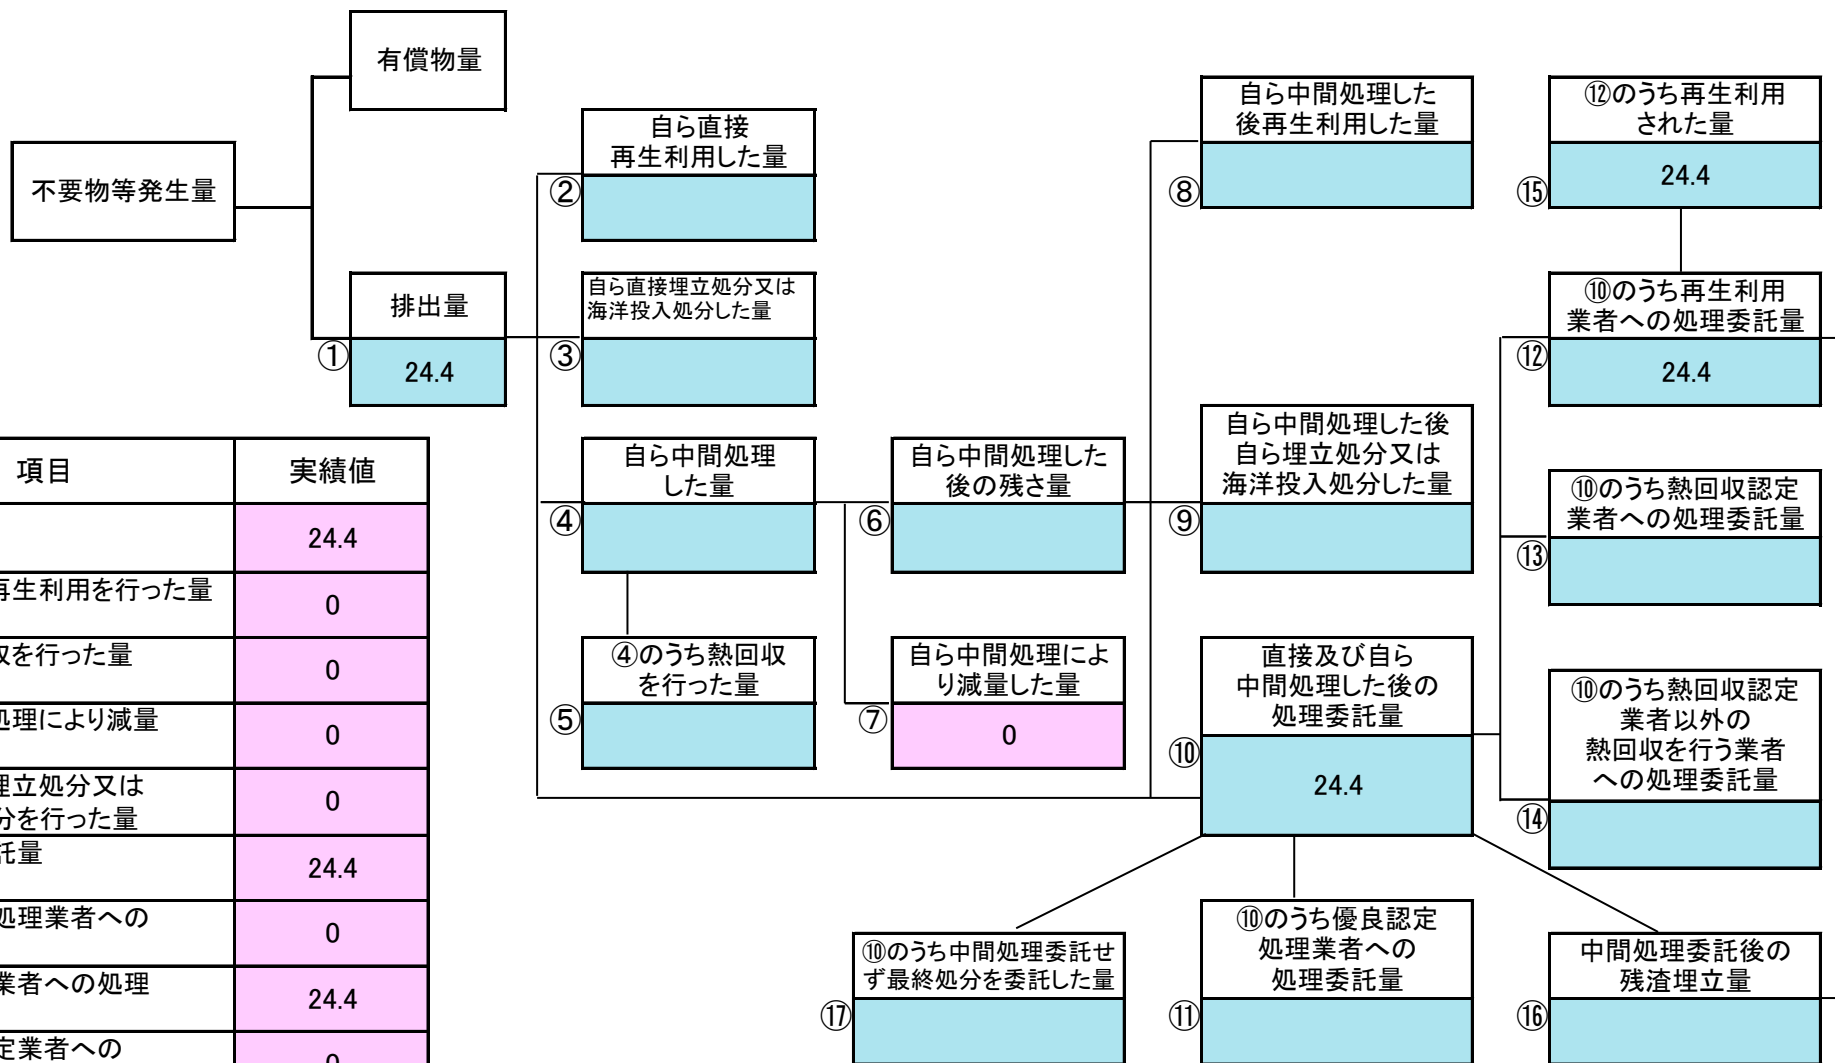 有償物量
不要物等発生量
排出量
①
24.4
自ら直接
再生利用した量
②
自ら直接埋立処分又は
海洋投入処分した量
③
自ら中間処理
した量
④
④のうち熱回収
を行った量
⑤
自ら中間処理した
後の残さ量
⑥
自ら中間処理によ
り減量した量
⑦
0
自ら中間処理した
後再生利用した量
⑧
自ら中間処理した後
自ら埋立処分又は
海洋投入処分した量
⑨
直接及び自ら
中間処理した後の
処理委託量
⑩
24.4
⑫のうち再生利用
された量
⑮
24.4
⑩のうち再生利用
業者への処理委託量
⑫
24.4
⑩のうち熱回収認定
業者への処理委託量
⑬
⑩のうち熱回収認定
業者以外の
熱回収を行う業者
への処理委託量
⑭
⑩のうち中間処理委託せ
ず最終処分を委託した量
⑰
⑩のうち優良認定
処理業者への
処理委託量
⑪
中間処理委託後の
残渣埋立量
⑯
項目 実績値
24.4
再生利用を行った量
0
を行った量
0
処理により減量
0
埋立処分又は
分を行った量
0
託量
24.4
処理業者への
0
業者への処理
24.4
定業者への
0